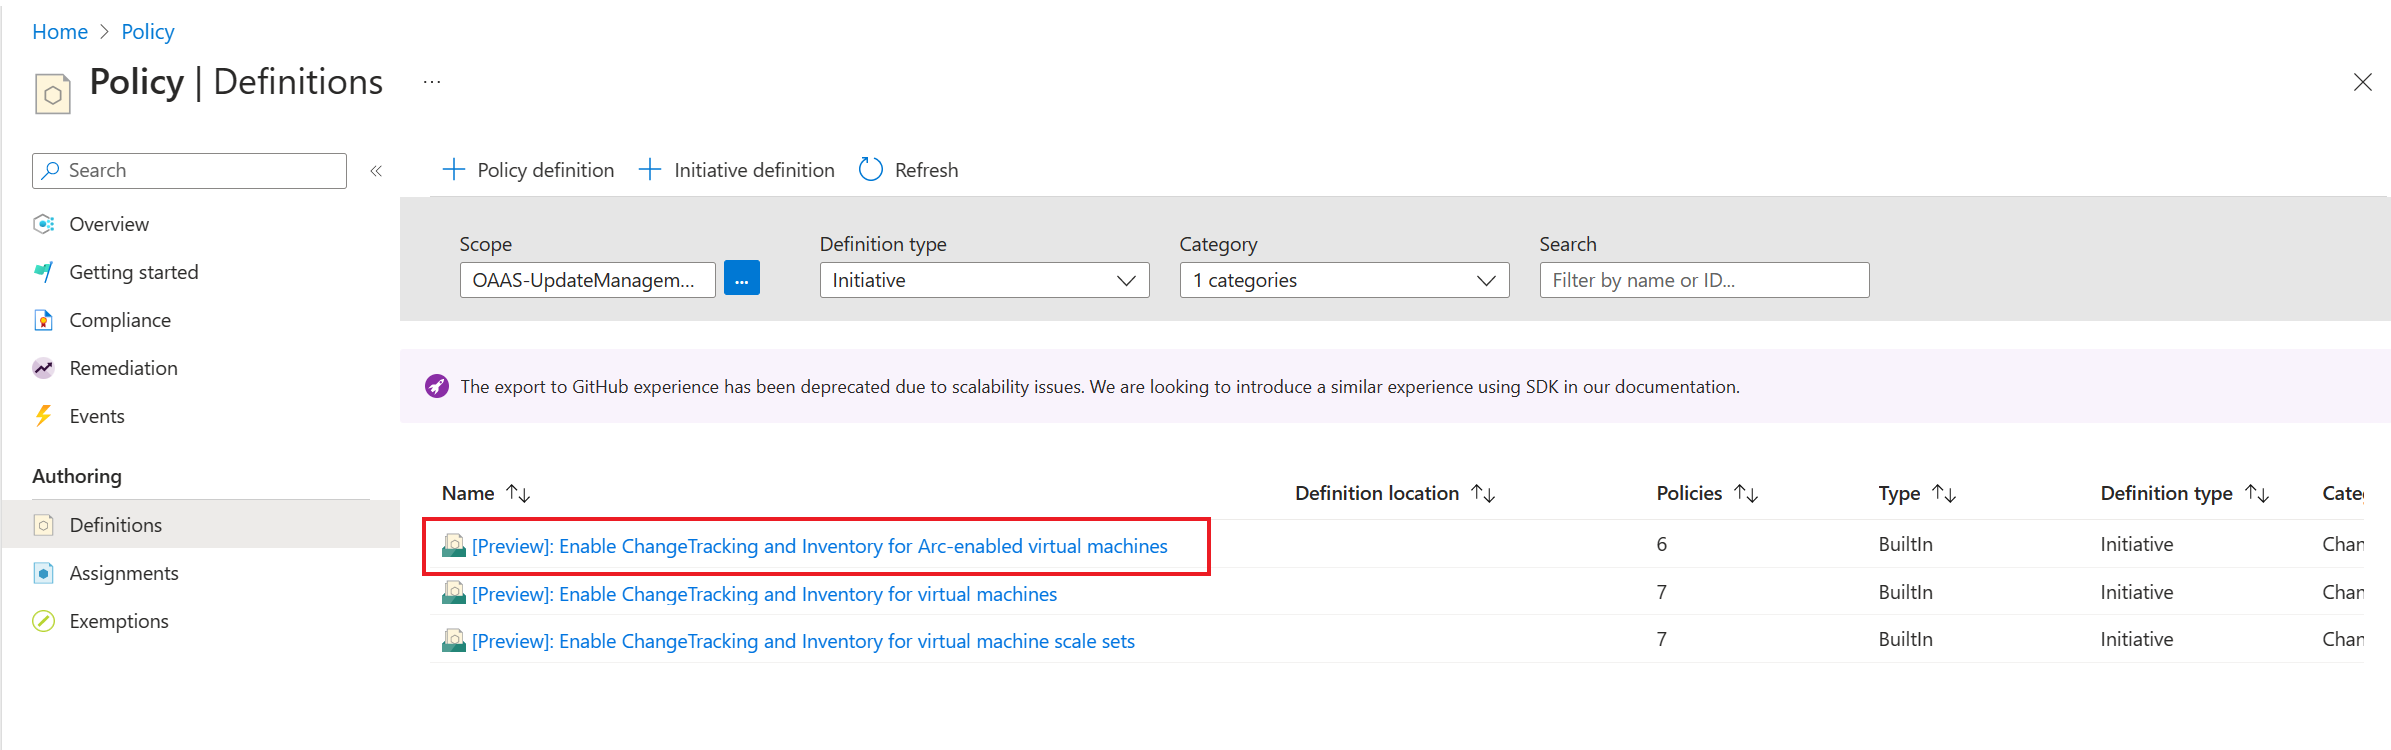 Home > Policy
Policy | Definitions ...
Search «
Overview
Getting started
Compliance
Remediation
Events
Authoring
Definitions
Assignments
Exemptions
+ Policy definition + Initiative definition Refresh
Scope Definition type Category Search
OAAS-UpdateManagem... ... Initiative 1 categories Filter by name or ID...
The export to GitHub experience has been deprecated due to scalability issues. We are looking to introduce a similar experience using SDK in our documentation.
Name ↑↓ Definition location ↑↓ Policies ↑↓ Type ↑↓ Definition type ↑↓ Cate
[Preview]: Enable ChangeTracking and Inventory for Arc-enabled virtual machines 6 BuiltIn Initiative Chan
[Preview]: Enable ChangeTracking and Inventory for virtual machines 7 BuiltIn Initiative Chan
[Preview]: Enable ChangeTracking and Inventory for virtual machine scale sets 7 BuiltIn Initiative Chan